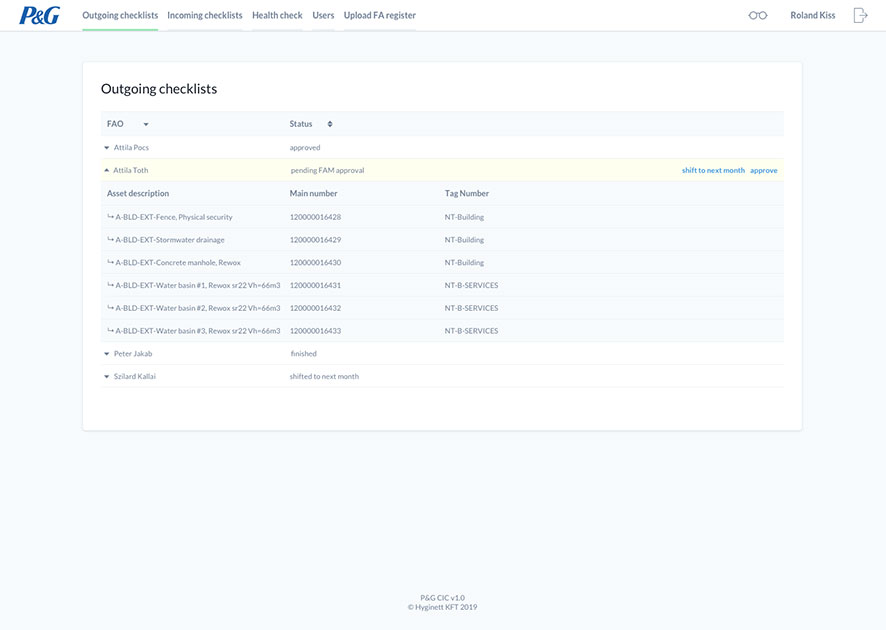 P&G Outgoing checklists Incoming checklists Health check Users Upload FA register Roland Kiss
Outgoing checklists
FAO Status
Attila Pocs approved
Attila Toth pending FAM approval shift to next month approve
Asset description Main number Tag Number
A-BLD-EXT-Fence, Physical security 120000016428 NT-Building
A-BLD-EXT-Stormwater drainage 120000016429 NT-Building
A-BLD-EXT-Concrete manhole, Rewox 120000016430 NT-Building
A-BLD-EXT-Water basin #1, Rewox sr22 Vh=66m3 120000016431 NT-B-SERVICES
A-BLD-EXT-Water basin #2, Rewox sr22 Vh=66m3 120000016432 NT-B-SERVICES
A-BLD-EXT-Water basin #3, Rewox sr22 Vh=66m3 120000016433 NT-B-SERVICES
Peter Jakab finished
Szilard Kallai shifted to next month
P&G CIC v1.0
© Hyginett KFT 2019